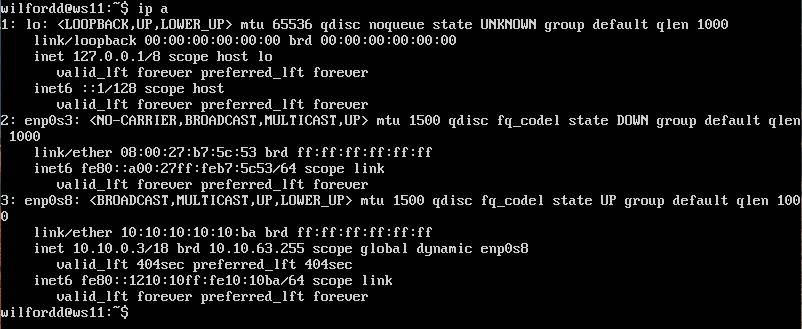 wilfordd@ws11:~$ ip a
1: lo: <LOOPBACK,UP,LOWER_UP> mtu 65536 qdisc noqueue state UNKNOWN group default qlen 1000
    link/loopback 00:00:00:00:00:00 brd 00:00:00:00:00:00
    inet 127.0.0.1/8 scope host lo
       valid_lft forever preferred_lft forever
    inet6 ::1/128 scope host
       valid_lft forever preferred_lft forever
2: enp0s3: <NO-CARRIER,BROADCAST,MULTICAST,UP> mtu 1500 qdisc fq_codel state DOWN group default qlen
 1000
    link/ether 08:00:27:b7:5c:53 brd ff:ff:ff:ff:ff:ff
    inet6 fe80::a00:27ff:feb7:5c53/64 scope link
       valid_lft forever preferred_lft forever
3: enp0s8: <BROADCAST,MULTICAST,UP,LOWER_UP> mtu 1500 qdisc fq_codel state UP group default qlen 100
0
    link/ether 10:10:10:10:10:ba brd ff:ff:ff:ff:ff:ff
    inet 10.10.0.3/18 brd 10.10.63.255 scope global dynamic enp0s8
       valid_lft 404sec preferred_lft 404sec
    inet6 fe80::1210:10ff:fe10:10ba/64 scope link
       valid_lft forever preferred_lft forever
wilfordd@ws11:~$